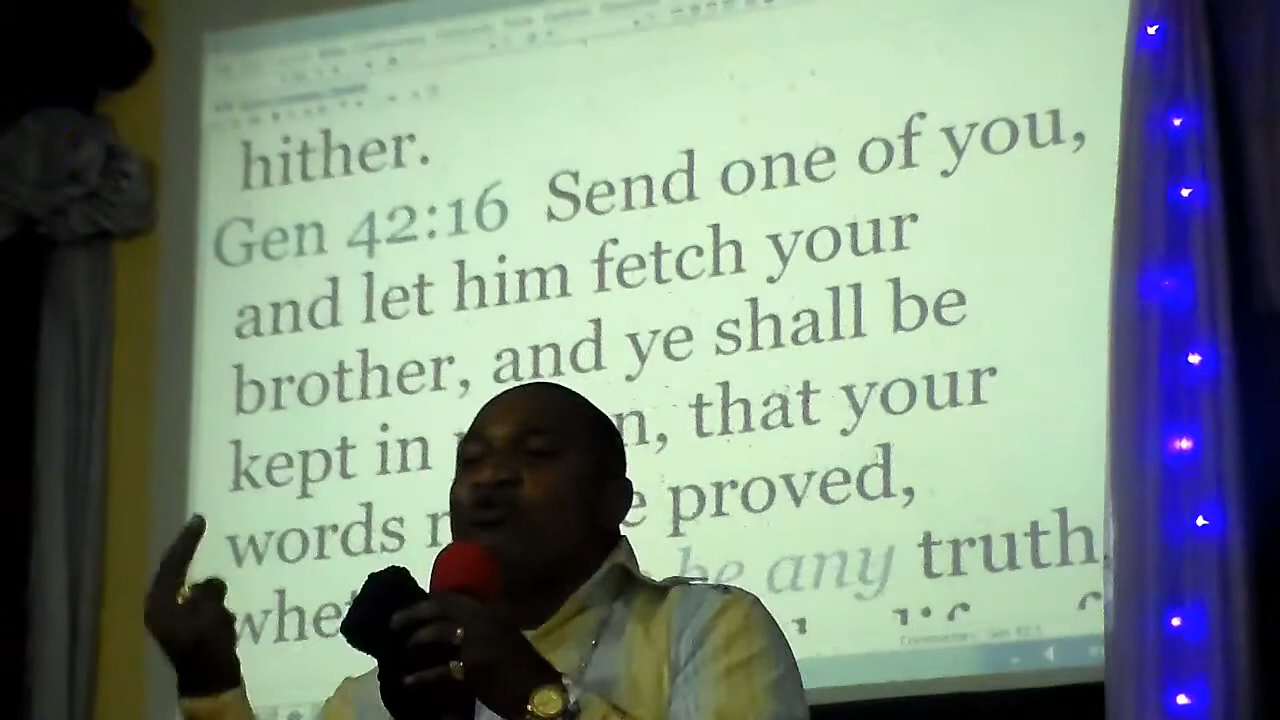 hither.
Gen 42:16 Send one of you,
and let him fetch your
brother, and ye shall be
kept in n, that your
words e proved,
be any truth